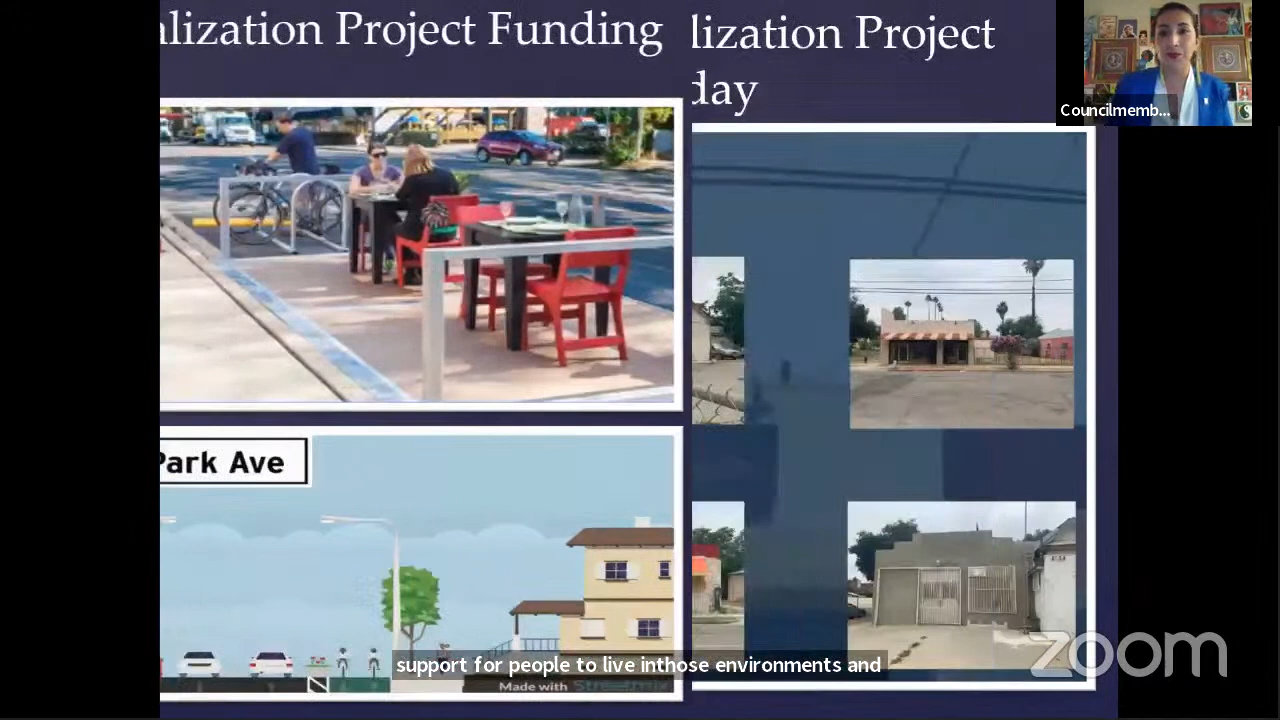 alization Project Funding
lization Project
day
Councilmemb...
Park Ave
support for people to live inthose environments and
Made with Streetmix
zoom